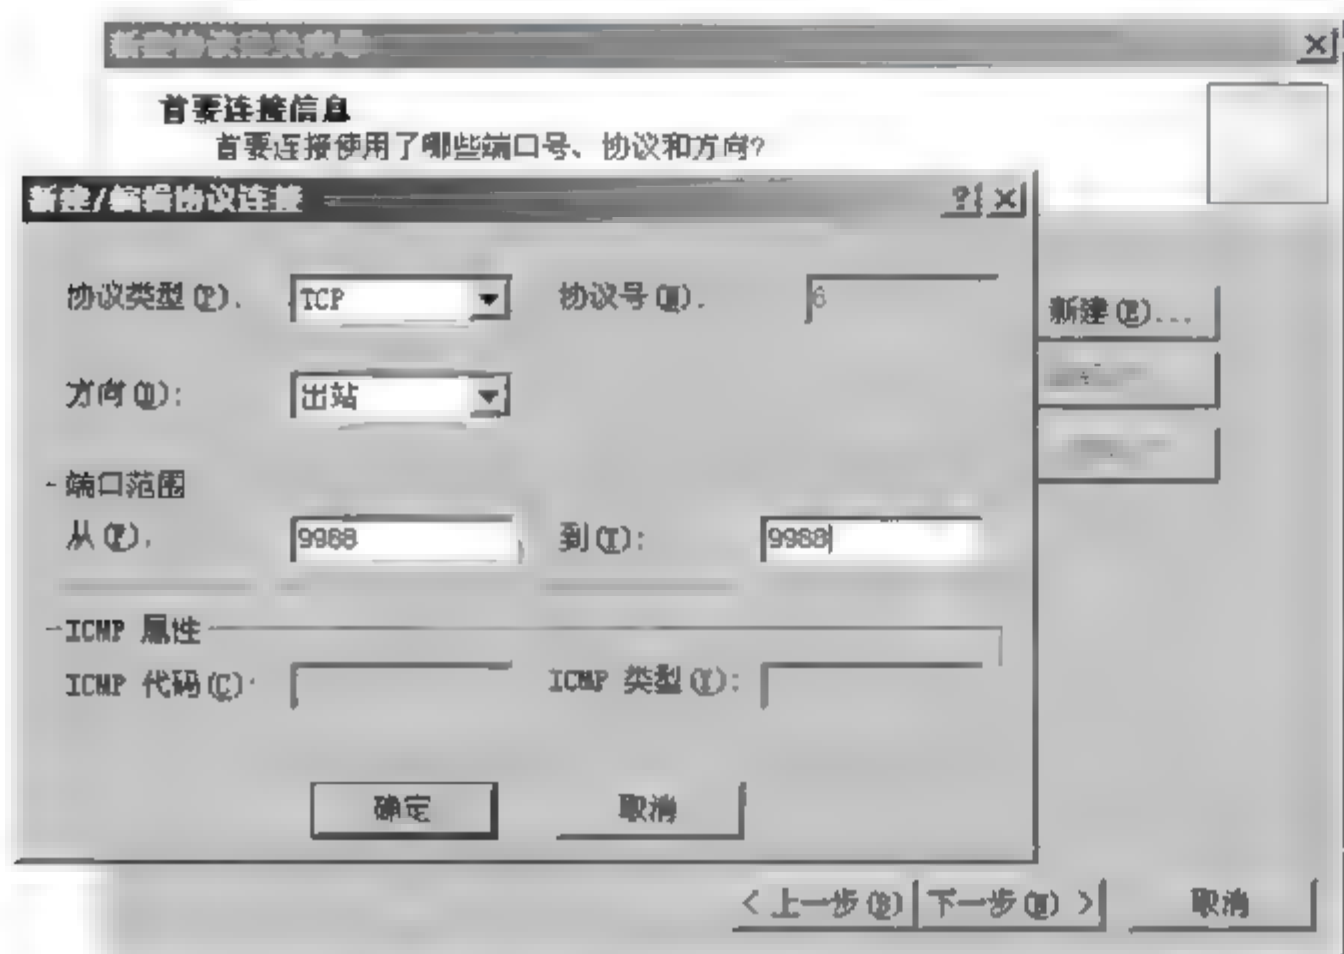 新建协议定义向导
首要连接信息
首要连接使用了哪些端口号、协议和方向?
新建/编辑协议连接
协议类型(P). TCP 协议号(N). 6
新建(E)...
方向(D): 出站
端口范围
从(F). 到(T):
ICMP 属性
ICMP 代码(C): ICMP 类型(Y):
确定 取消
< 上一步(B) 下一步(N) > 取消